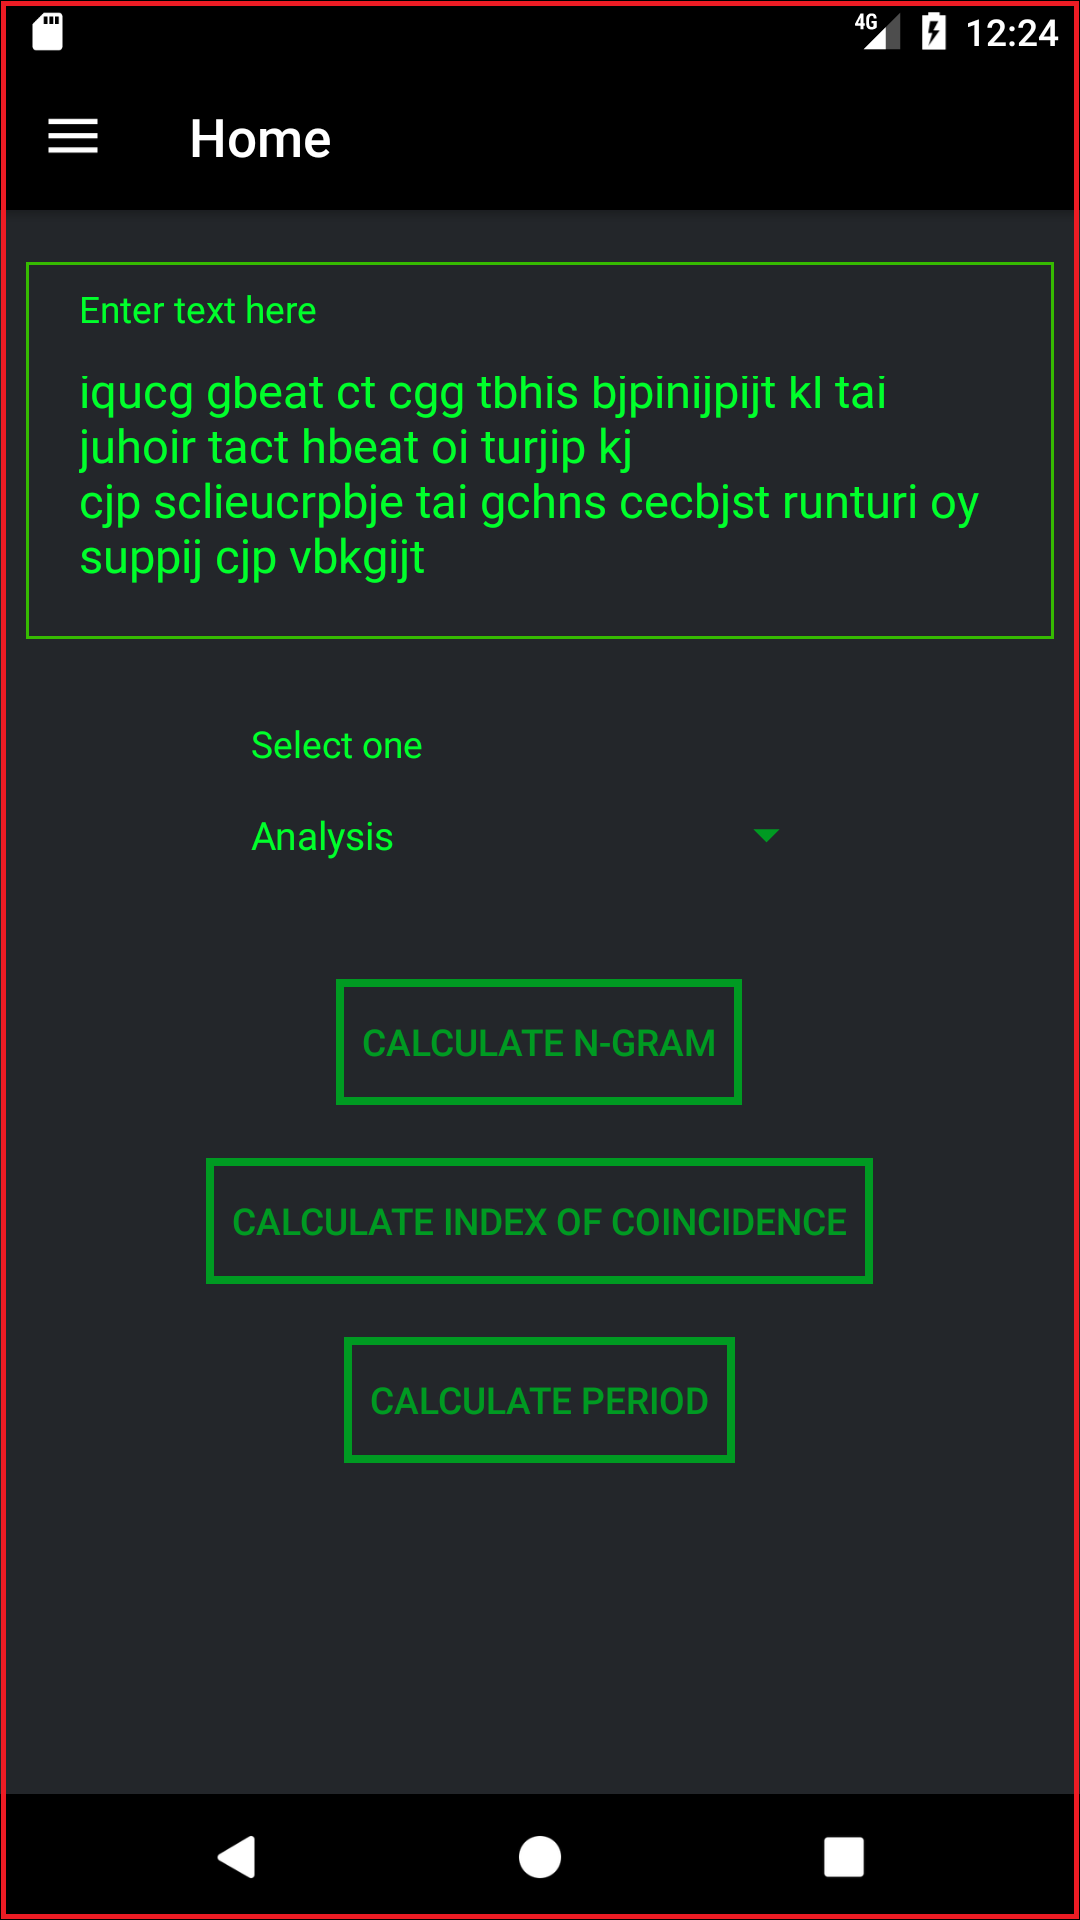 4G 12:24
Home
Enter text here
iqucg gbeat ct cgg tbhis bjpinijpijt kl tai
juhoir tact hbeat oi turjip kj
cjp sclieucrpbje tai gchns cecbjst runturi oy
suppij cjp vbkgijt
Select one
Analysis
CALCULATE N-GRAM
CALCULATE INDEX OF COINCIDENCE
CALCULATE PERIOD